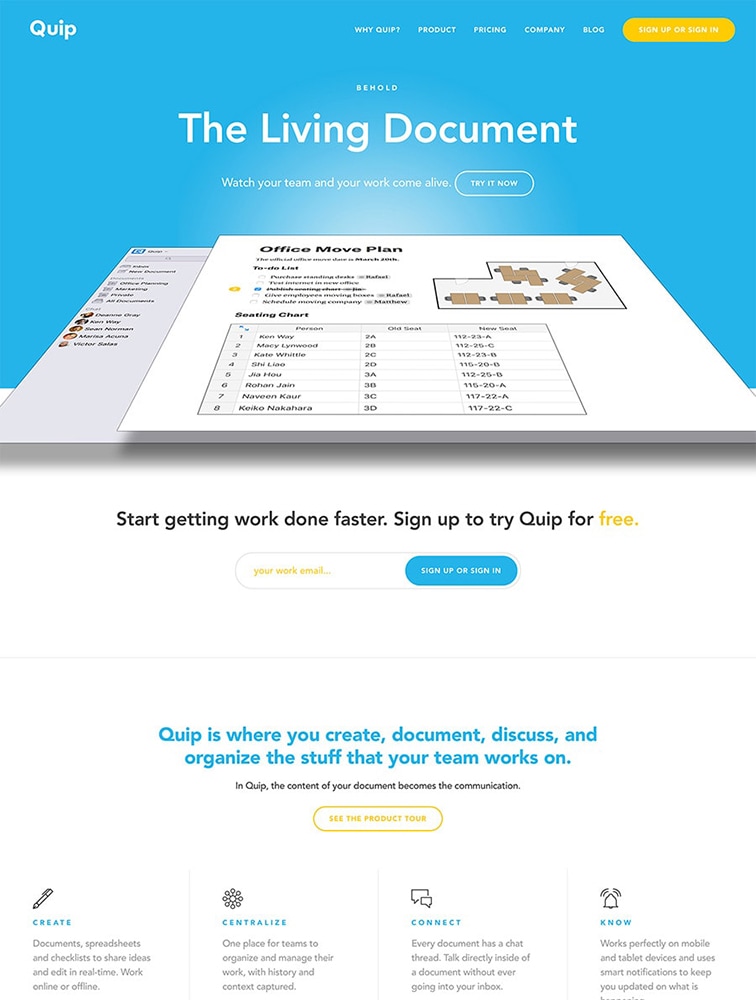 Quip
WHY QUIP?
PRODUCT
PRICING
COMPANY
BLOG
SIGN UP OR SIGN IN
BEHOLD
The Living Document
Watch your team and your work come alive.
TRY IT NOW
Quip
Inbox
New Document
Documents
Office Planning
Marketing
Private
All Documents
Chat
Deanne Gray
Ken Way
Sean Norman
Marisa Acuna
Victor Salas
Office Move Plan
The official office move date is March 20th.
To-do List
Purchase standing desks Rafael
Test internet in new office
Publish seating chart Jia
Give employees moving boxes Rafael
Schedule moving company Matthew
Seating Chart
Person Old Seat New Seat
1 Ken Way 2A 112-23-A
2 Macy Lynwood 2B 112-25-C
3 Kate Whittle 2C 112-23-B
4 Shi Liao 2D 115-20-B
5 Jia Hou 3A 112-25-B
6 Rohan Jain 3B 115-20-A
7 Naveen Kaur 3C 117-22-A
8 Keiko Nakahara 3D 117-22-C
Start getting work done faster. Sign up to try Quip for free.
your work email...
SIGN UP OR SIGN IN
Quip is where you create, document, discuss, and
organize the stuff that your team works on.
In Quip, the content of your document becomes the communication.
SEE THE PRODUCT TOUR
CREATE
Documents, spreadsheets
and checklists to share ideas
and edit in real-time. Work
online or offline.
CENTRALIZE
One place for teams to
organize and manage their
work, with history and
context captured.
CONNECT
Every document has a chat
thread. Talk directly inside of
a document without ever
going into your inbox.
KNOW
Works perfectly on mobile
and tablet devices and uses
smart notifications to keep
you updated on what is